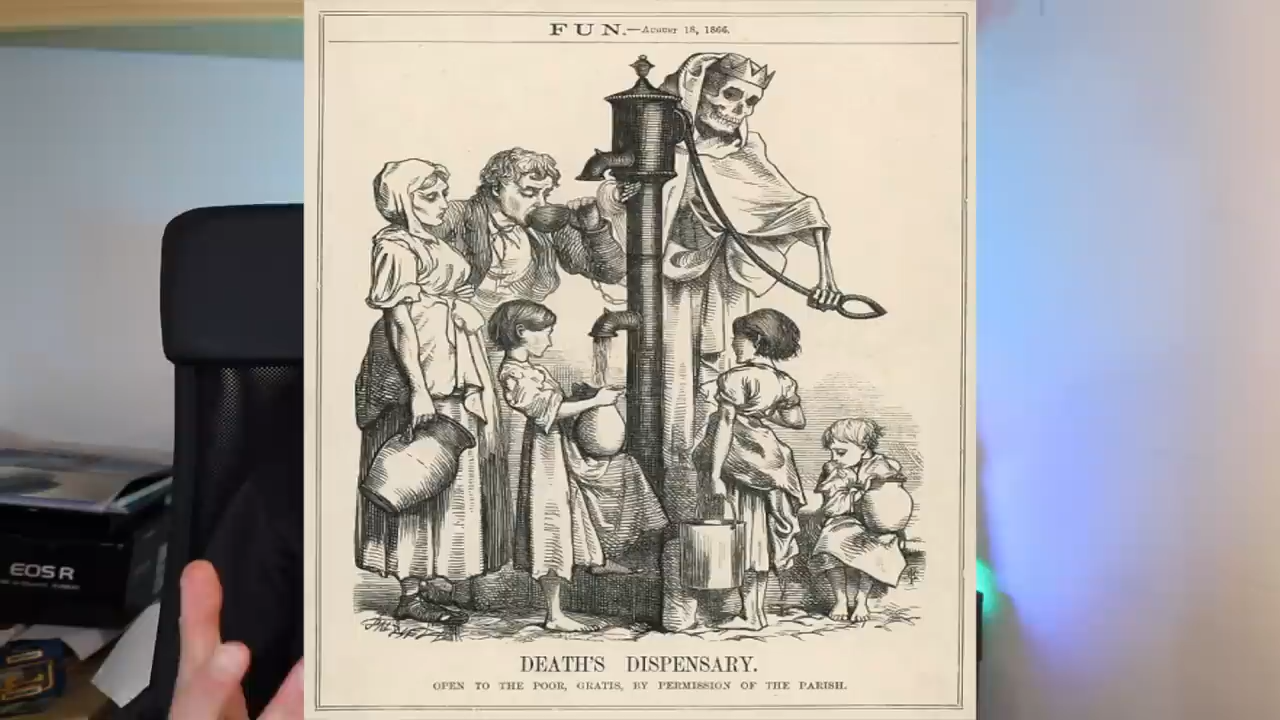 FUN.—August 18, 1866.
EOS R
DEATH'S DISPENSARY.
OPEN TO THE POOR, GRATIS, BY PERMISSION OF THE PARISH.